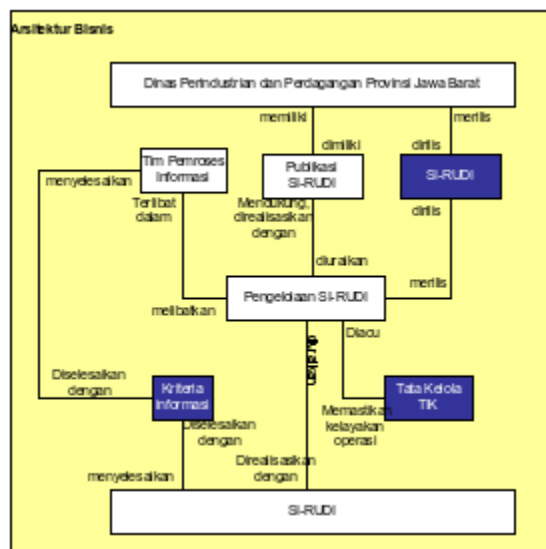 Arsitektur Bisnis
Dinas Perindustrian dan Perdagangan Provinsi Jawa Barat
memiliki
merilis
dimiliki
dirilis
Tim Pemroses
Informasi
Publikasi
SI-RUDI
SI-RUDI
menyelesaikan
Terlibat
dalam
Mendukung,
direalisasikan
dengan
dirilis
diuraikan
Pengelolaan SI-RUDI
merilis
melibatkan
Diacu
diuraikan
Diselesaikan
dengan
Kriteria
Informasi
Tata Kelola
TIK
Diselesaikan
dengan
Memastikan
kelayakan
operasi
menyelesaikan
Direalisasikan
dengan
SI-RUDI